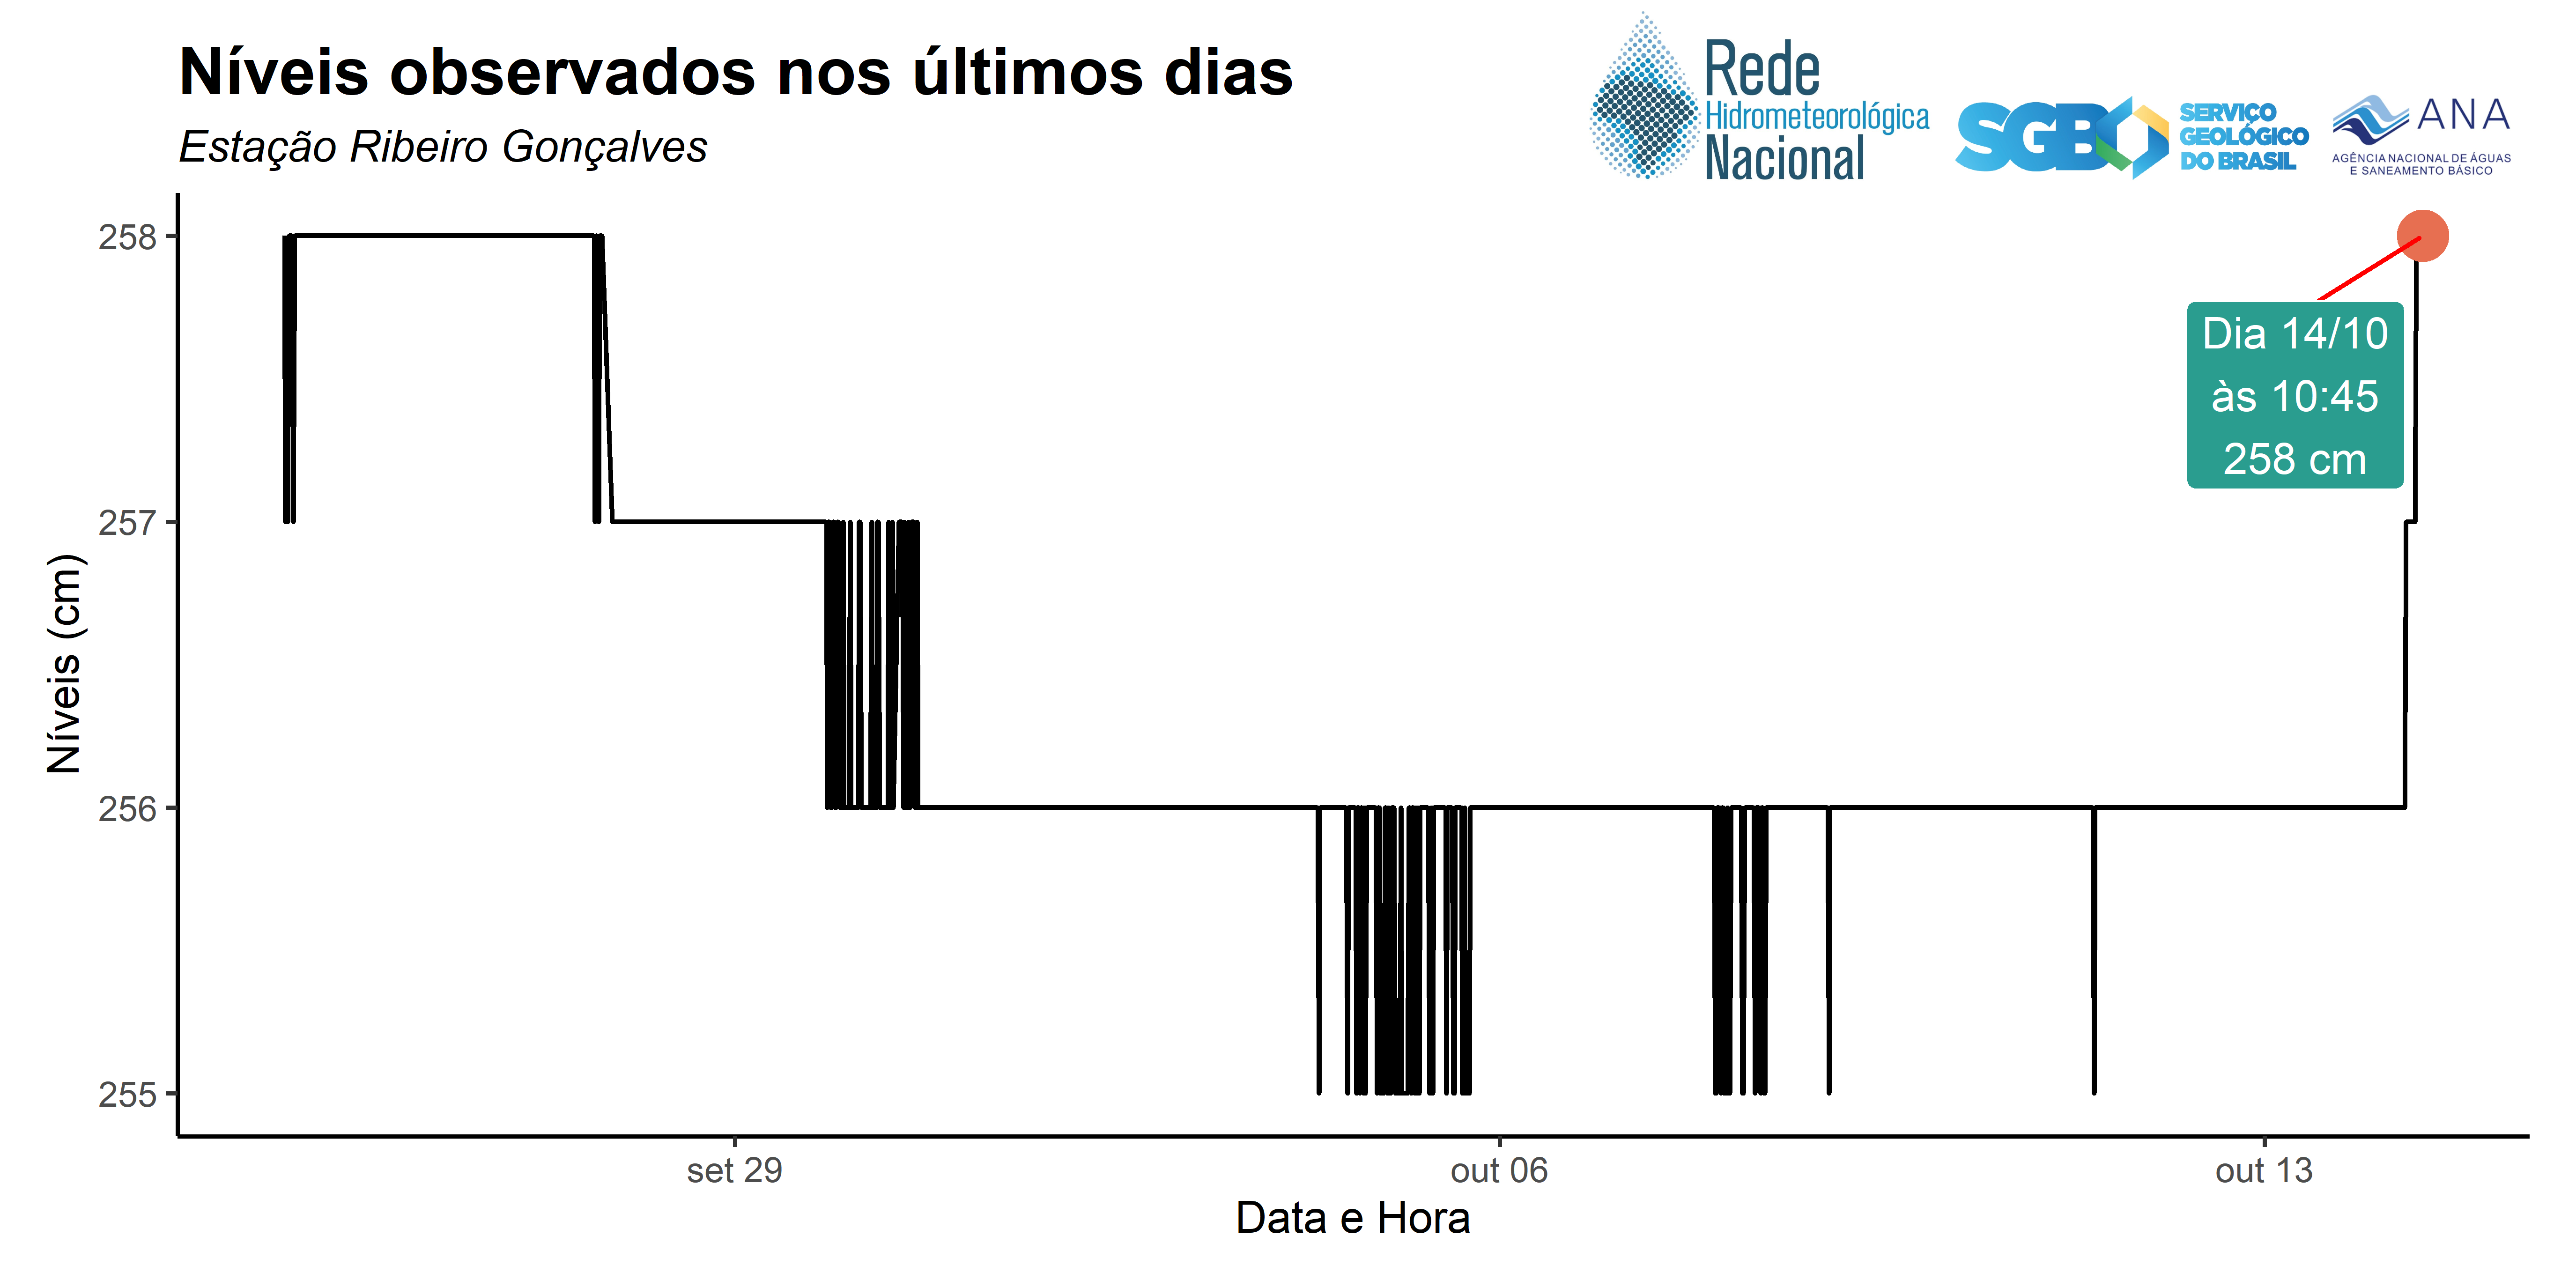 Níveis observados nos últimos dias
Estação Ribeiro Gonçalves
Rede
Hidrometeorológica
Nacional
SGB
SERVIÇO
GEOLÓGICO
DO BRASIL
ANA
AGÊNCIA NACIONAL DE ÁGUAS
E SANEAMENTO BÁSICO
258
257
256
255
Níveis (cm)
Dia 14/10
às 10:45
258 cm
set 29
out 06
out 13
Data e Hora